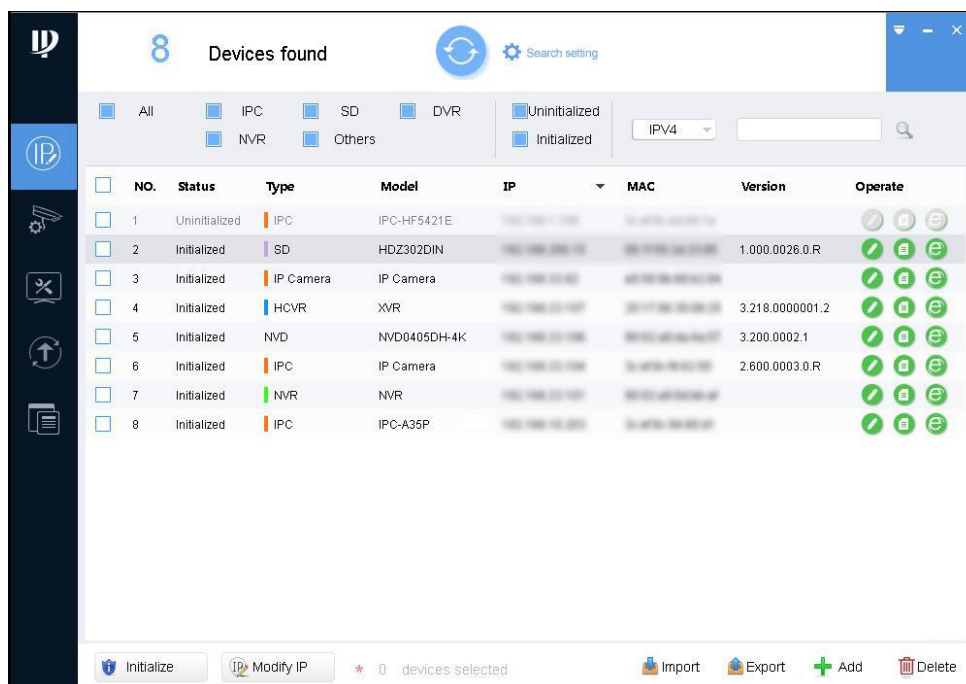 8 Devices found Search setting
All IPC SD DVR Uninitialized
NVR Others Initialized IPV4
NO. Status Type Model IP MAC Version Operate
1 Uninitialized IPC IPC-HF5421E
2 Initialized SD HDZ302DIN 1.000.0026.0.R
3 Initialized IP Camera IP Camera
4 Initialized HCVR XVR 3.218.0000001.2
5 Initialized NVD NVD0405DH-4K 3.200.0002.1
6 Initialized IPC IP Camera 2.600.0003.0.R
7 Initialized NVR NVR
8 Initialized IPC IPC-A35P
Initialize Modify IP * 0 devices selected Import Export Add Delete